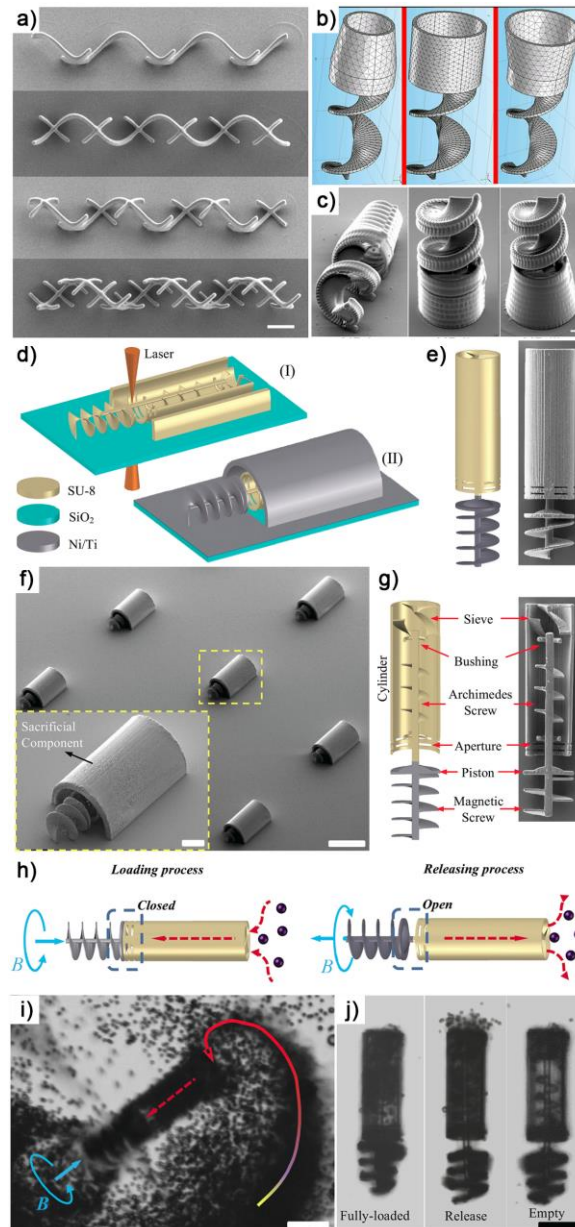 a)
b)
c)
d)
Laser
(I)
(II)
SU-8
SiO₂
Ni/Ti
e)
f)
Sacrificial
Component
g)
Cylinder
Sieve
Bushing
Archimedes
Screw
Aperture
Piston
Magnetic
Screw
h)
Loading process
Releasing process
Closed
Open
B
B
i)
B
j)
Fully-loaded
Release
Empty